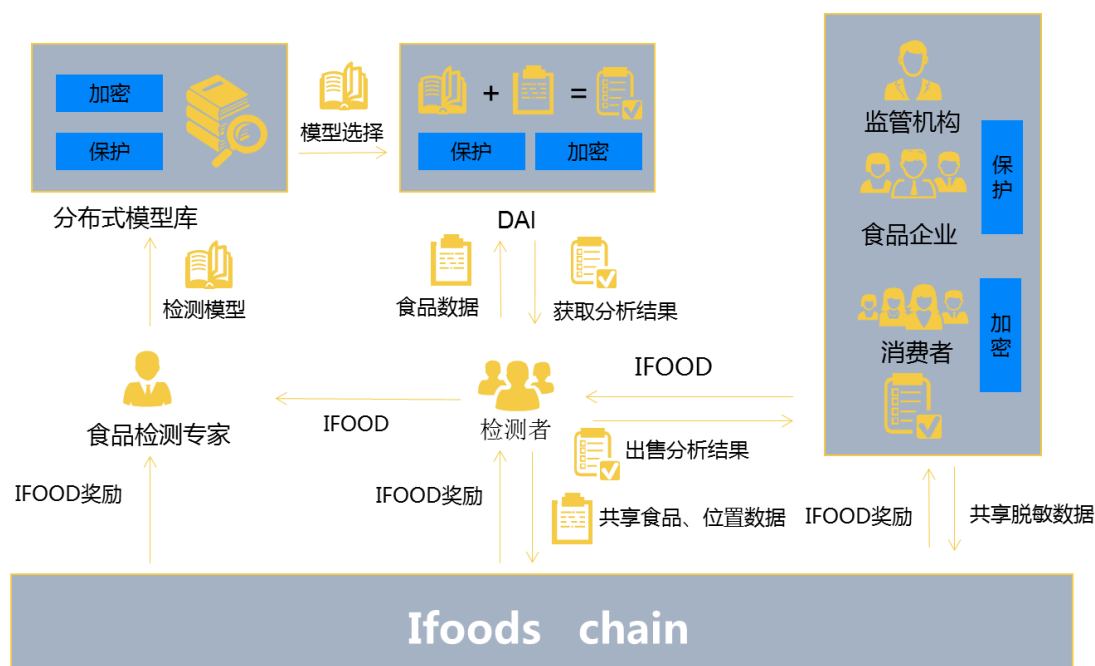 加密
保护
分布式模型库
模型选择
+
=
保护
加密
DAI
监管机构
食品企业
保护
消费者
加密
检测模型
食品数据
获取分析结果
食品检测专家
IFOOD
检测者
IFOOD
出售分析结果
IFOOD奖励
IFOOD奖励
共享食品、位置数据
IFOOD奖励
共享脱敏数据
Ifoods chain